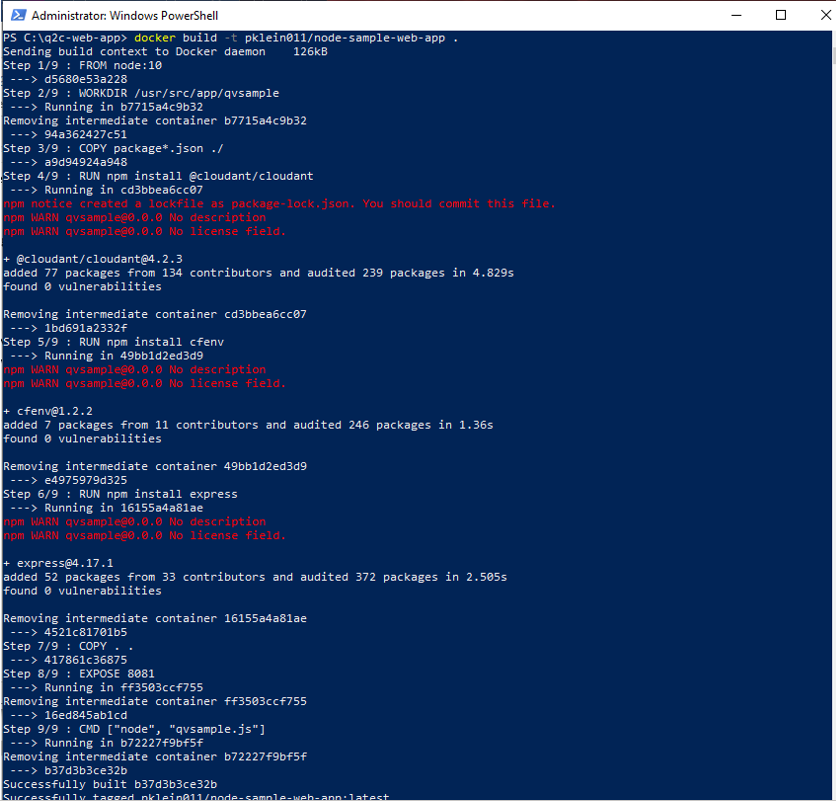 Administrator: Windows PowerShell
PS C:\q2c-web-app> docker build -t pklein011/node-sample-web-app .
Sending build context to Docker daemon    126kB
Step 1/9 : FROM node:10
 ---> d5680e53a228
Step 2/9 : WORKDIR /usr/src/app/qvsample
 ---> Running in b7715a4c9b32
Removing intermediate container b7715a4c9b32
 ---> 94a362427c51
Step 3/9 : COPY package*.json ./
 ---> a9d94924a948
Step 4/9 : RUN npm install @cloudant/cloudant
 ---> Running in cd3bbea6cc07
npm notice created a lockfile as package-lock.json. You should commit this file.
npm WARN qvsample@0.0.0 No description
npm WARN qvsample@0.0.0 No license field.
+ @cloudant/cloudant@4.2.3
added 77 packages from 134 contributors and audited 239 packages in 4.829s
found 0 vulnerabilities
Removing intermediate container cd3bbea6cc07
 ---> 1bd691a2332f
Step 5/9 : RUN npm install cfenv
 ---> Running in 49bb1d2ed3d9
npm WARN qvsample@0.0.0 No description
npm WARN qvsample@0.0.0 No license field.
+ cfenv@1.2.2
added 7 packages from 11 contributors and audited 246 packages in 1.36s
found 0 vulnerabilities
Removing intermediate container 49bb1d2ed3d9
 ---> e4975979d325
Step 6/9 : RUN npm install express
 ---> Running in 16155a4a81ae
npm WARN qvsample@0.0.0 No description
npm WARN qvsample@0.0.0 No license field.
+ express@4.17.1
added 52 packages from 33 contributors and audited 372 packages in 2.505s
found 0 vulnerabilities
Removing intermediate container 16155a4a81ae
 ---> 4521c81701b5
Step 7/9 : COPY . .
 ---> 417861c36875
Step 8/9 : EXPOSE 8081
 ---> Running in ff3503ccf755
Removing intermediate container ff3503ccf755
 ---> 16ed845ab1cd
Step 9/9 : CMD ["node", "qvsample.js"]
 ---> Running in b72227f9bf5f
Removing intermediate container b72227f9bf5f
 ---> b37d3b3ce32b
Successfully built b37d3b3ce32b
Successfully tagged pklein011/node-sample-web-app:latest